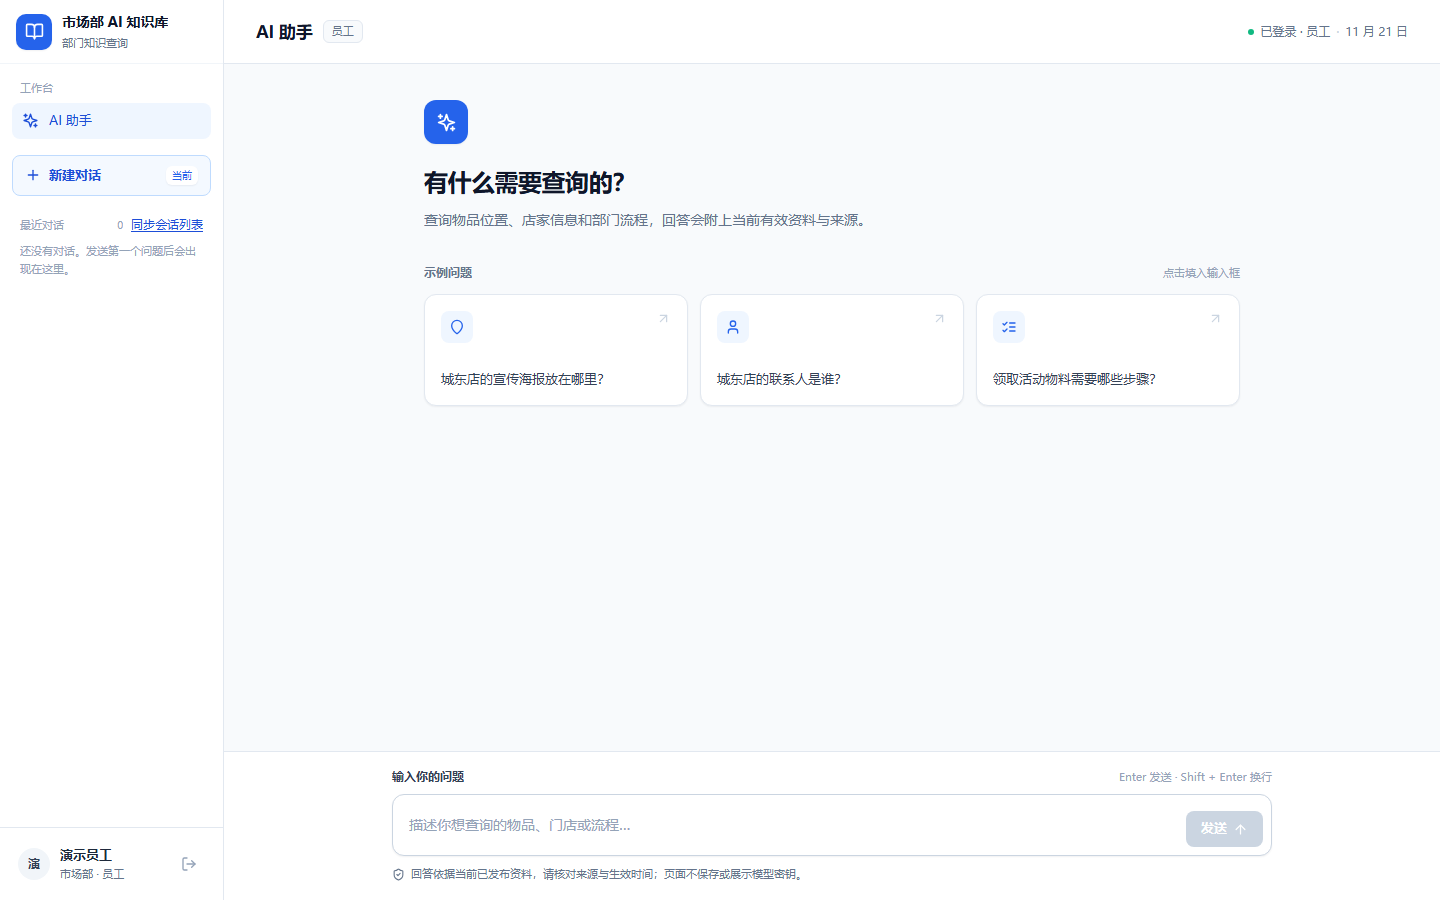 市场部 AI 知识库
部门知识查询
工作台
AI 助手
新建对话 当前
最近对话 0 同步会话列表
还没有对话。发送第一个问题后会出
现在这里。
演 演示员工
市场部 · 员工
AI 助手 员工
已登录 · 员工 · 11 月 21 日
有什么需要查询的？
查询物品位置、店家信息和部门流程，回答会附上当前有效资料与来源。
示例问题 点击填入输入框
城东店的宣传海报放在哪里？
城东店的联系人是谁？
领取活动物料需要哪些步骤？
输入你的问题 Enter 发送 · Shift + Enter 换行
描述你想查询的物品、门店或流程...
发送
回答依据当前已发布资料，请核对来源与生效时间；页面不保存或展示模型密钥。